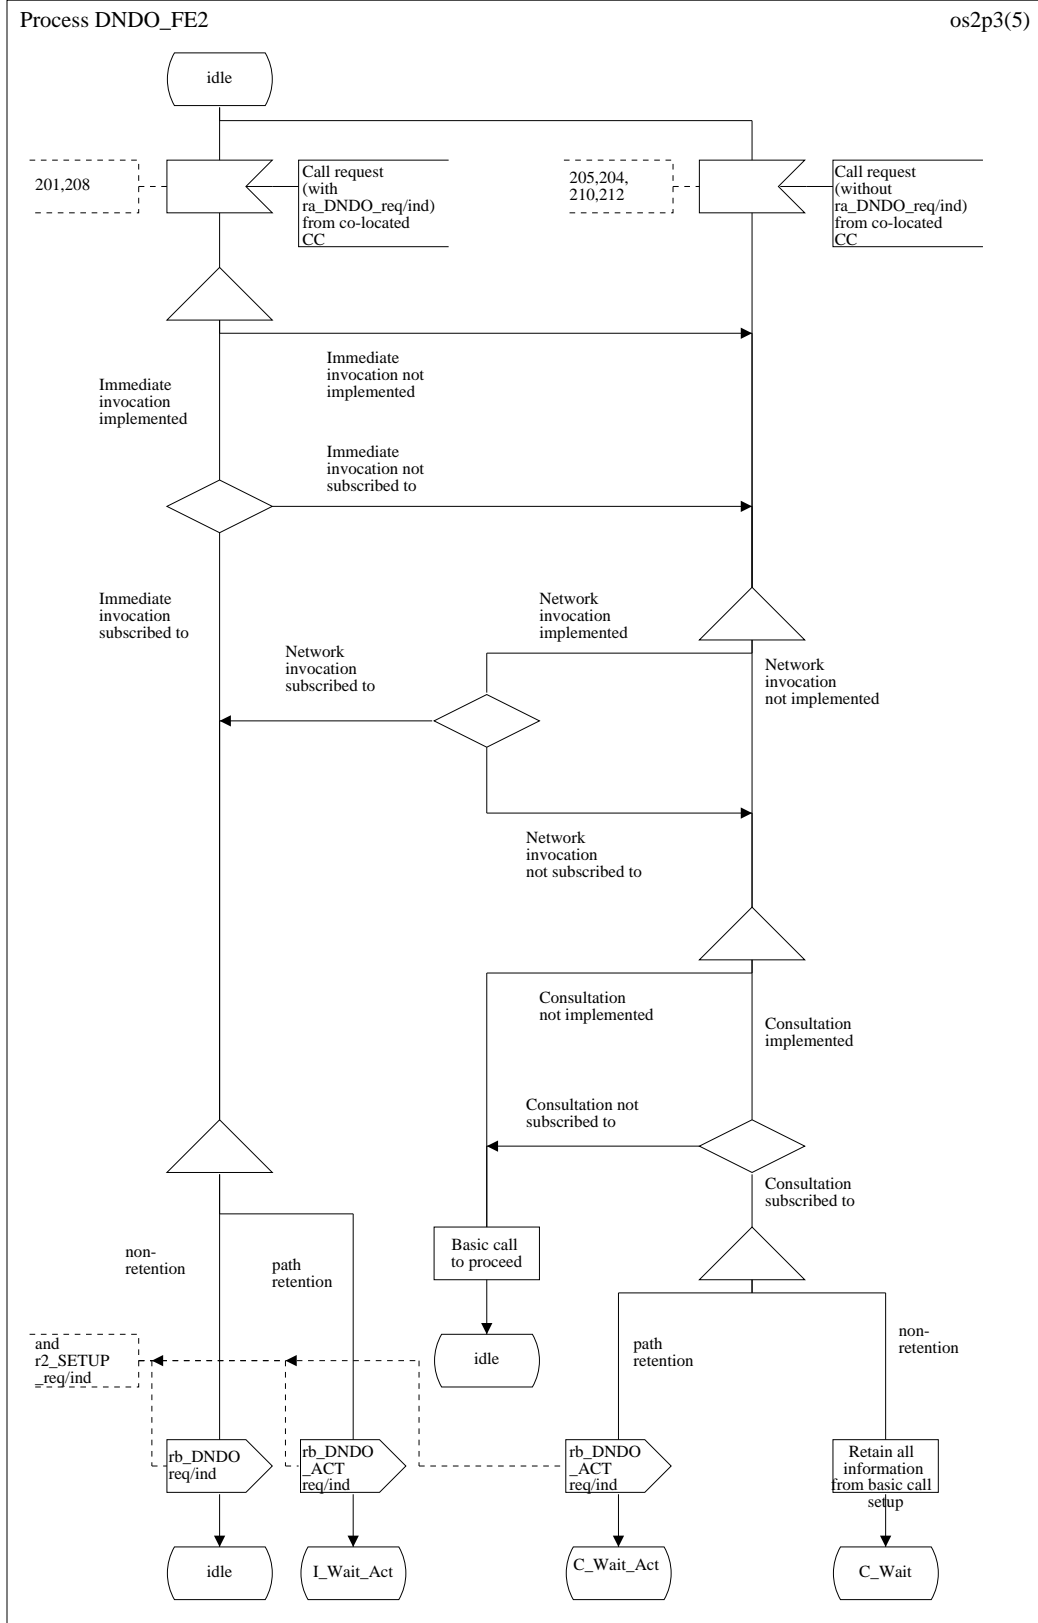 Process DNDO_FE2
os2p3(5)
idle
201,208
Call request
(with
ra_DNDO_req/ind)
from co-located
CC
205,204,
210,212
Call request
(without
ra_DNDO_req/ind)
from co-located
CC
Immediate
invocation not
implemented
Immediate
invocation
implemented
Immediate
invocation not
subscribed to
Immediate
invocation
subscribed to
Network
invocation
implemented
Network
invocation
subscribed to
Network
invocation
not implemented
Network
invocation
not subscribed to
Consultation
not implemented
Consultation
implemented
Consultation not
subscribed to
Consultation
subscribed to
non-
retention
path
retention
Basic call
to proceed
idle
path
retention
non-
retention
and
r2_SETUP
_req/ind
rb_DNDO
req/ind
rb_DNDO
_ACT
req/ind
rb_DNDO
_ACT
req/ind
Retain all
information
from basic call
setup
idle
I_Wait_Act
C_Wait_Act
C_Wait